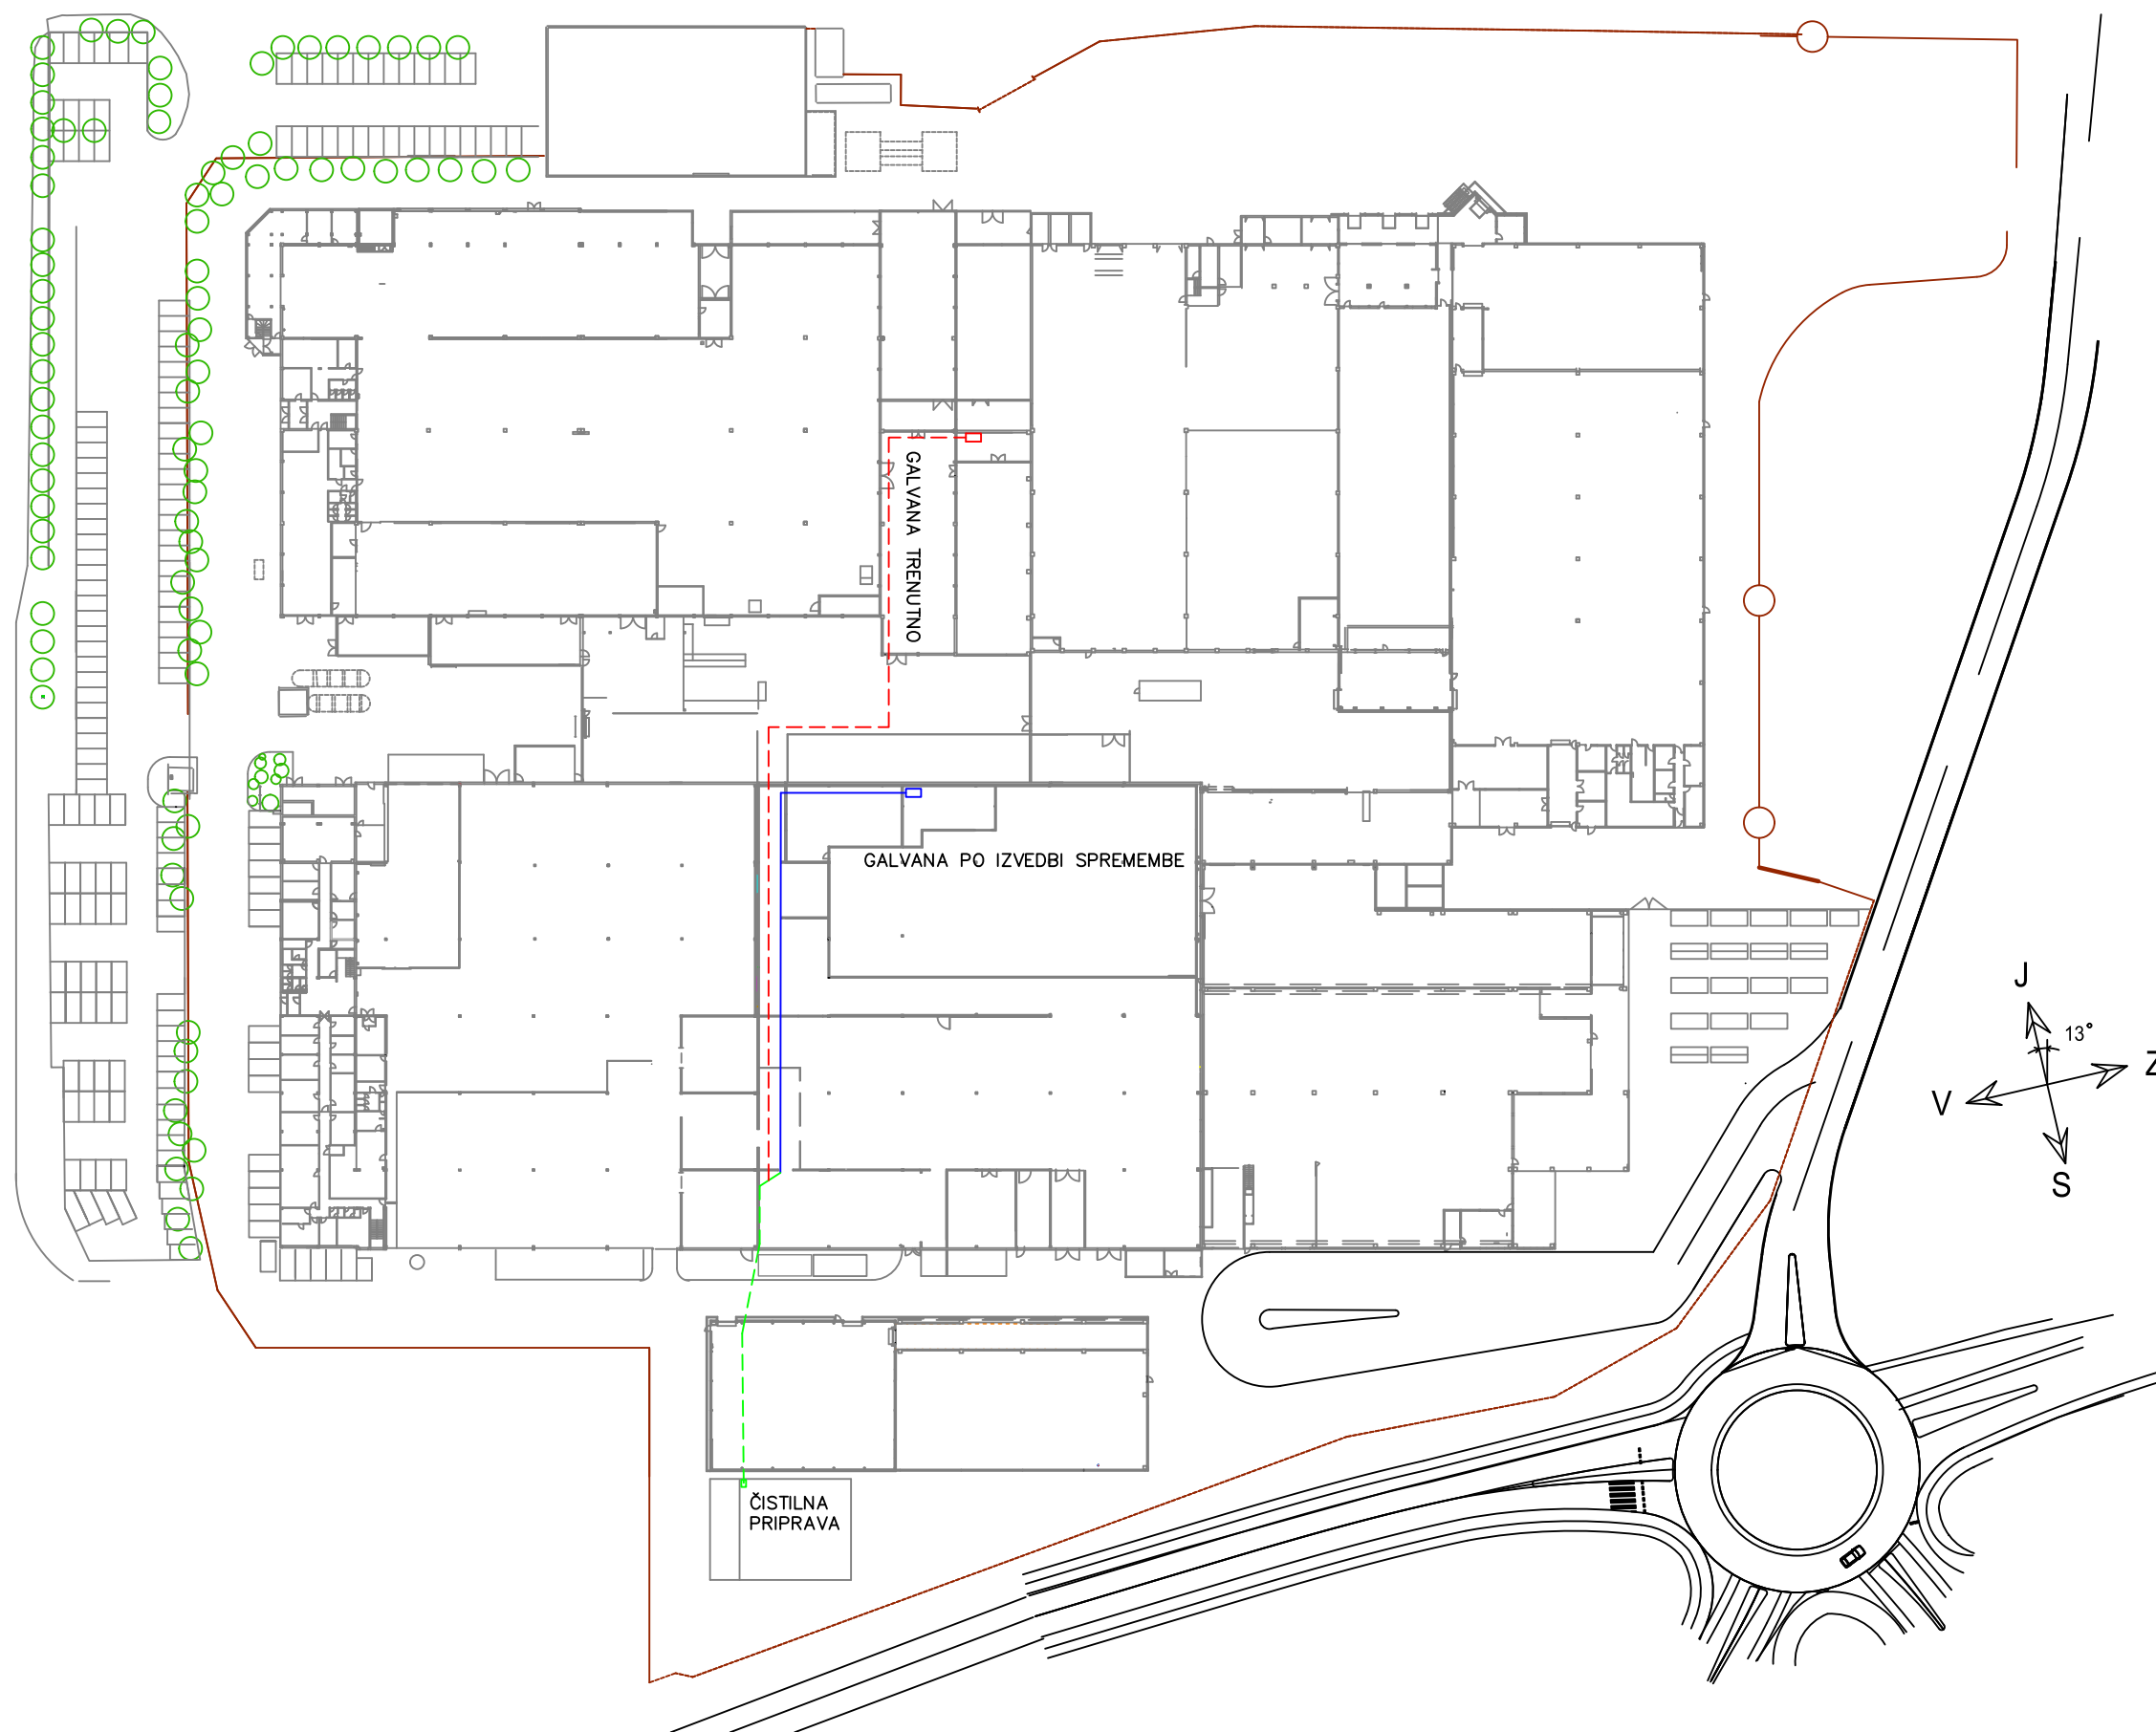 GALVANA TRENUTNO
GALVANA PO IZVEDBI SPREMEMBE
J
13°
Z
V
S
ČISTILNA
PRIPRAVA